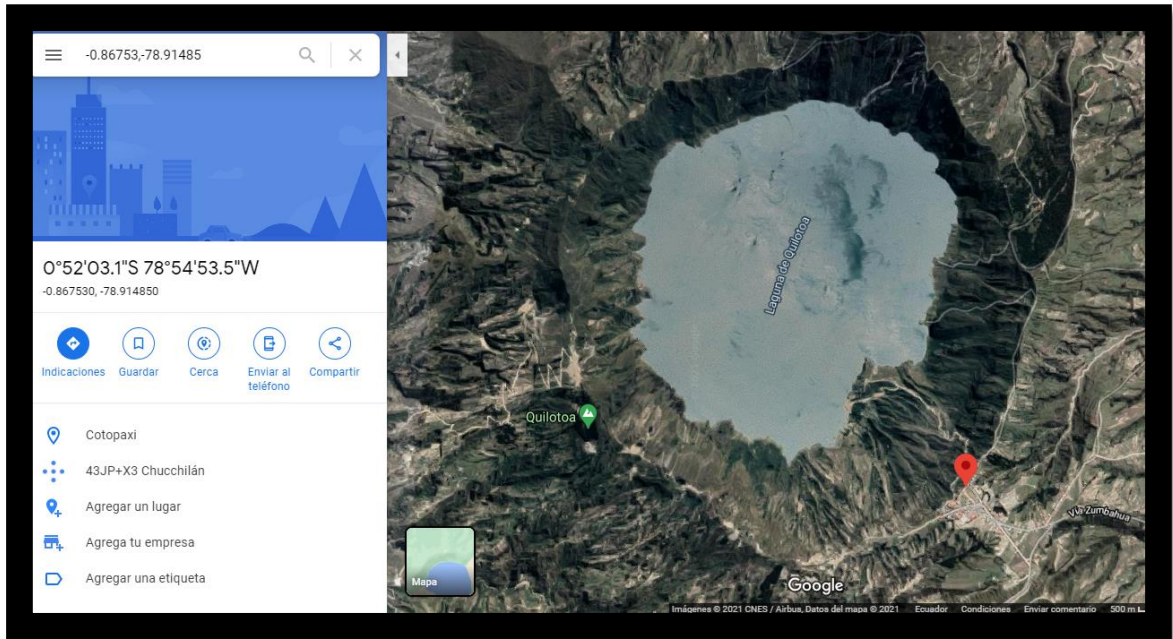 -0.86753,-78.91485
0°52'03.1"S 78°54'53.5"W
-0.867530, -78.914850
Indicaciones
Guardar
Cerca
Enviar al
teléfono
Compartir
Cotopaxi
43JP+X3 Chucchilán
Agregar un lugar
Agrega tu empresa
Agregar una etiqueta
Laguna de Quilotoa
Quilotoa
Vía Zumbahua
Mapa
Google
Imágenes © 2021 CNES / Airbus, Datos del mapa © 2021 Ecuador Condiciones Enviar comentario 500 m